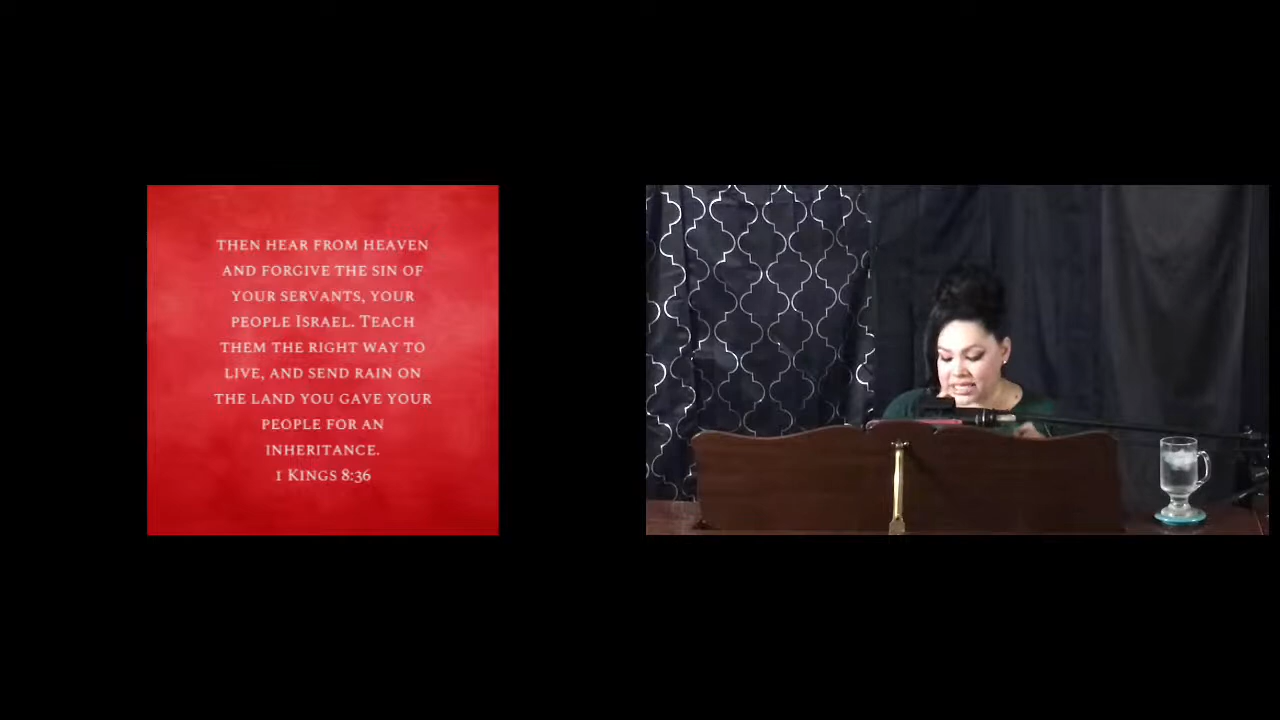 THEN HEAR FROM HEAVEN
AND FORGIVE THE SIN OF
YOUR SERVANTS, YOUR
PEOPLE ISRAEL. TEACH
THEM THE RIGHT WAY TO
LIVE, AND SEND RAIN ON
THE LAND YOU GAVE YOUR
PEOPLE FOR AN
INHERITANCE.
1 KINGS 8:36